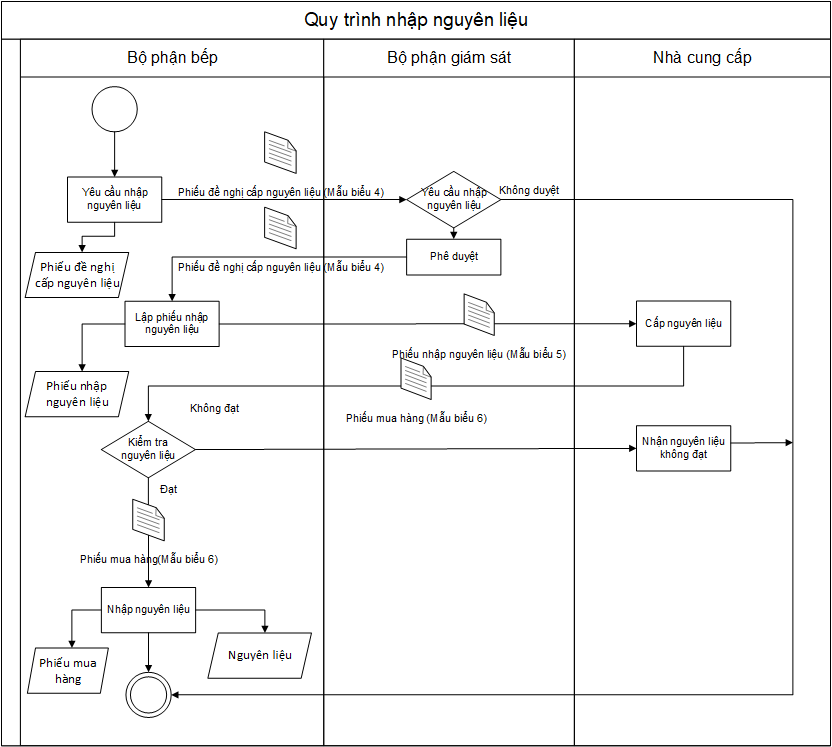 Quy trình nhập nguyên liệu
Bộ phận bếp
Bộ phận giám sát
Nhà cung cấp
Yêu cầu nhập
nguyên liệu
Phiếu đề nghị cấp nguyên liệu (Mẫu biểu 4)
Yêu cầu nhập
nguyên liệu
Không duyệt
Phiếu đề nghị
cấp nguyên liệu
Phê duyệt
Phiếu đề nghị cấp nguyên liệu (Mẫu biểu 4)
Lập phiếu nhập
nguyên liệu
Cấp nguyên liệu
Phiếu nhập nguyên liệu (Mẫu biểu 5)
Phiếu nhập
nguyên liệu
Không đạt
Phiếu mua hàng (Mẫu biểu 6)
Kiểm tra
nguyên liệu
Nhận nguyên liệu
không đạt
Đạt
Phiếu mua hàng(Mẫu biểu 6)
Nhập nguyên liệu
Phiếu mua
hàng
Nguyên liệu